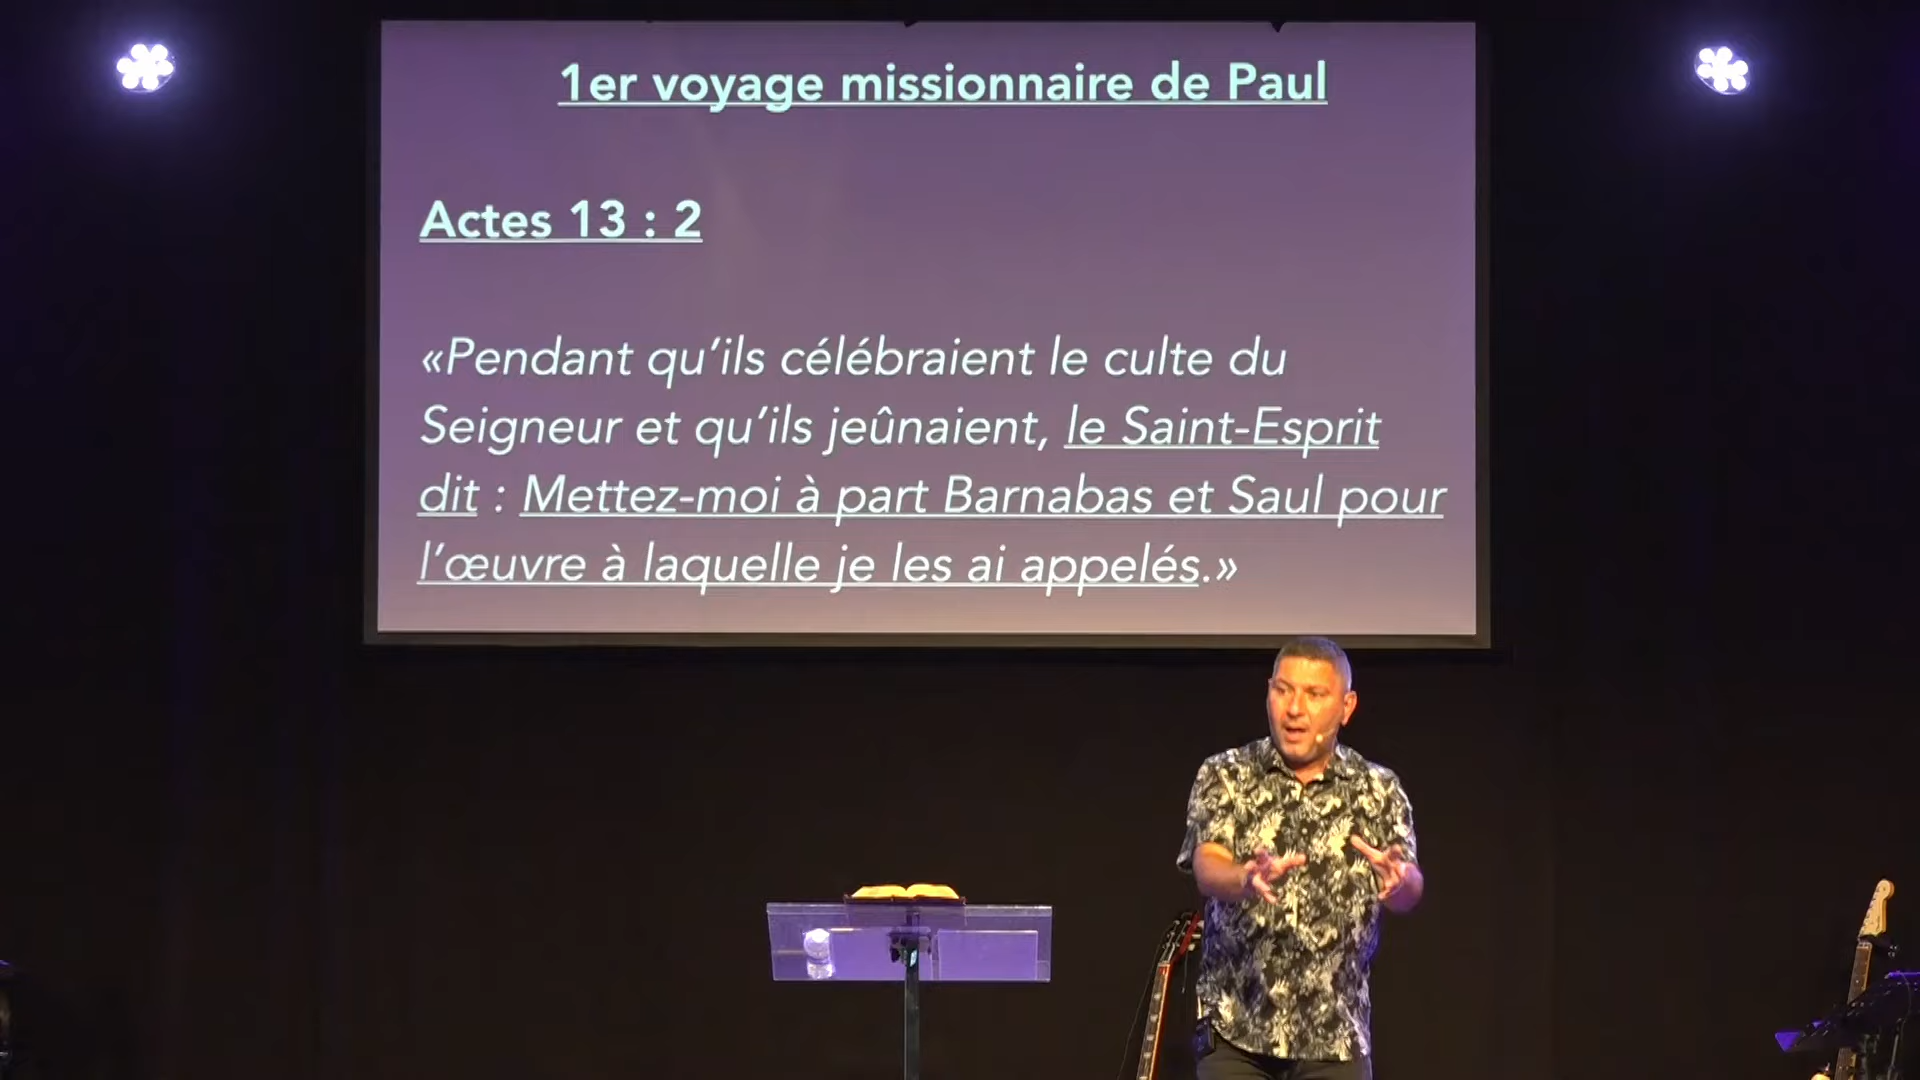 1er voyage missionnaire de Paul
Actes 13 : 2
«Pendant qu’ils célébraient le culte du
Seigneur et qu’ils jeûnaient, le Saint-Esprit
dit : Mettez-moi à part Barnabas et Saul pour
l’œuvre à laquelle je les ai appelés.»